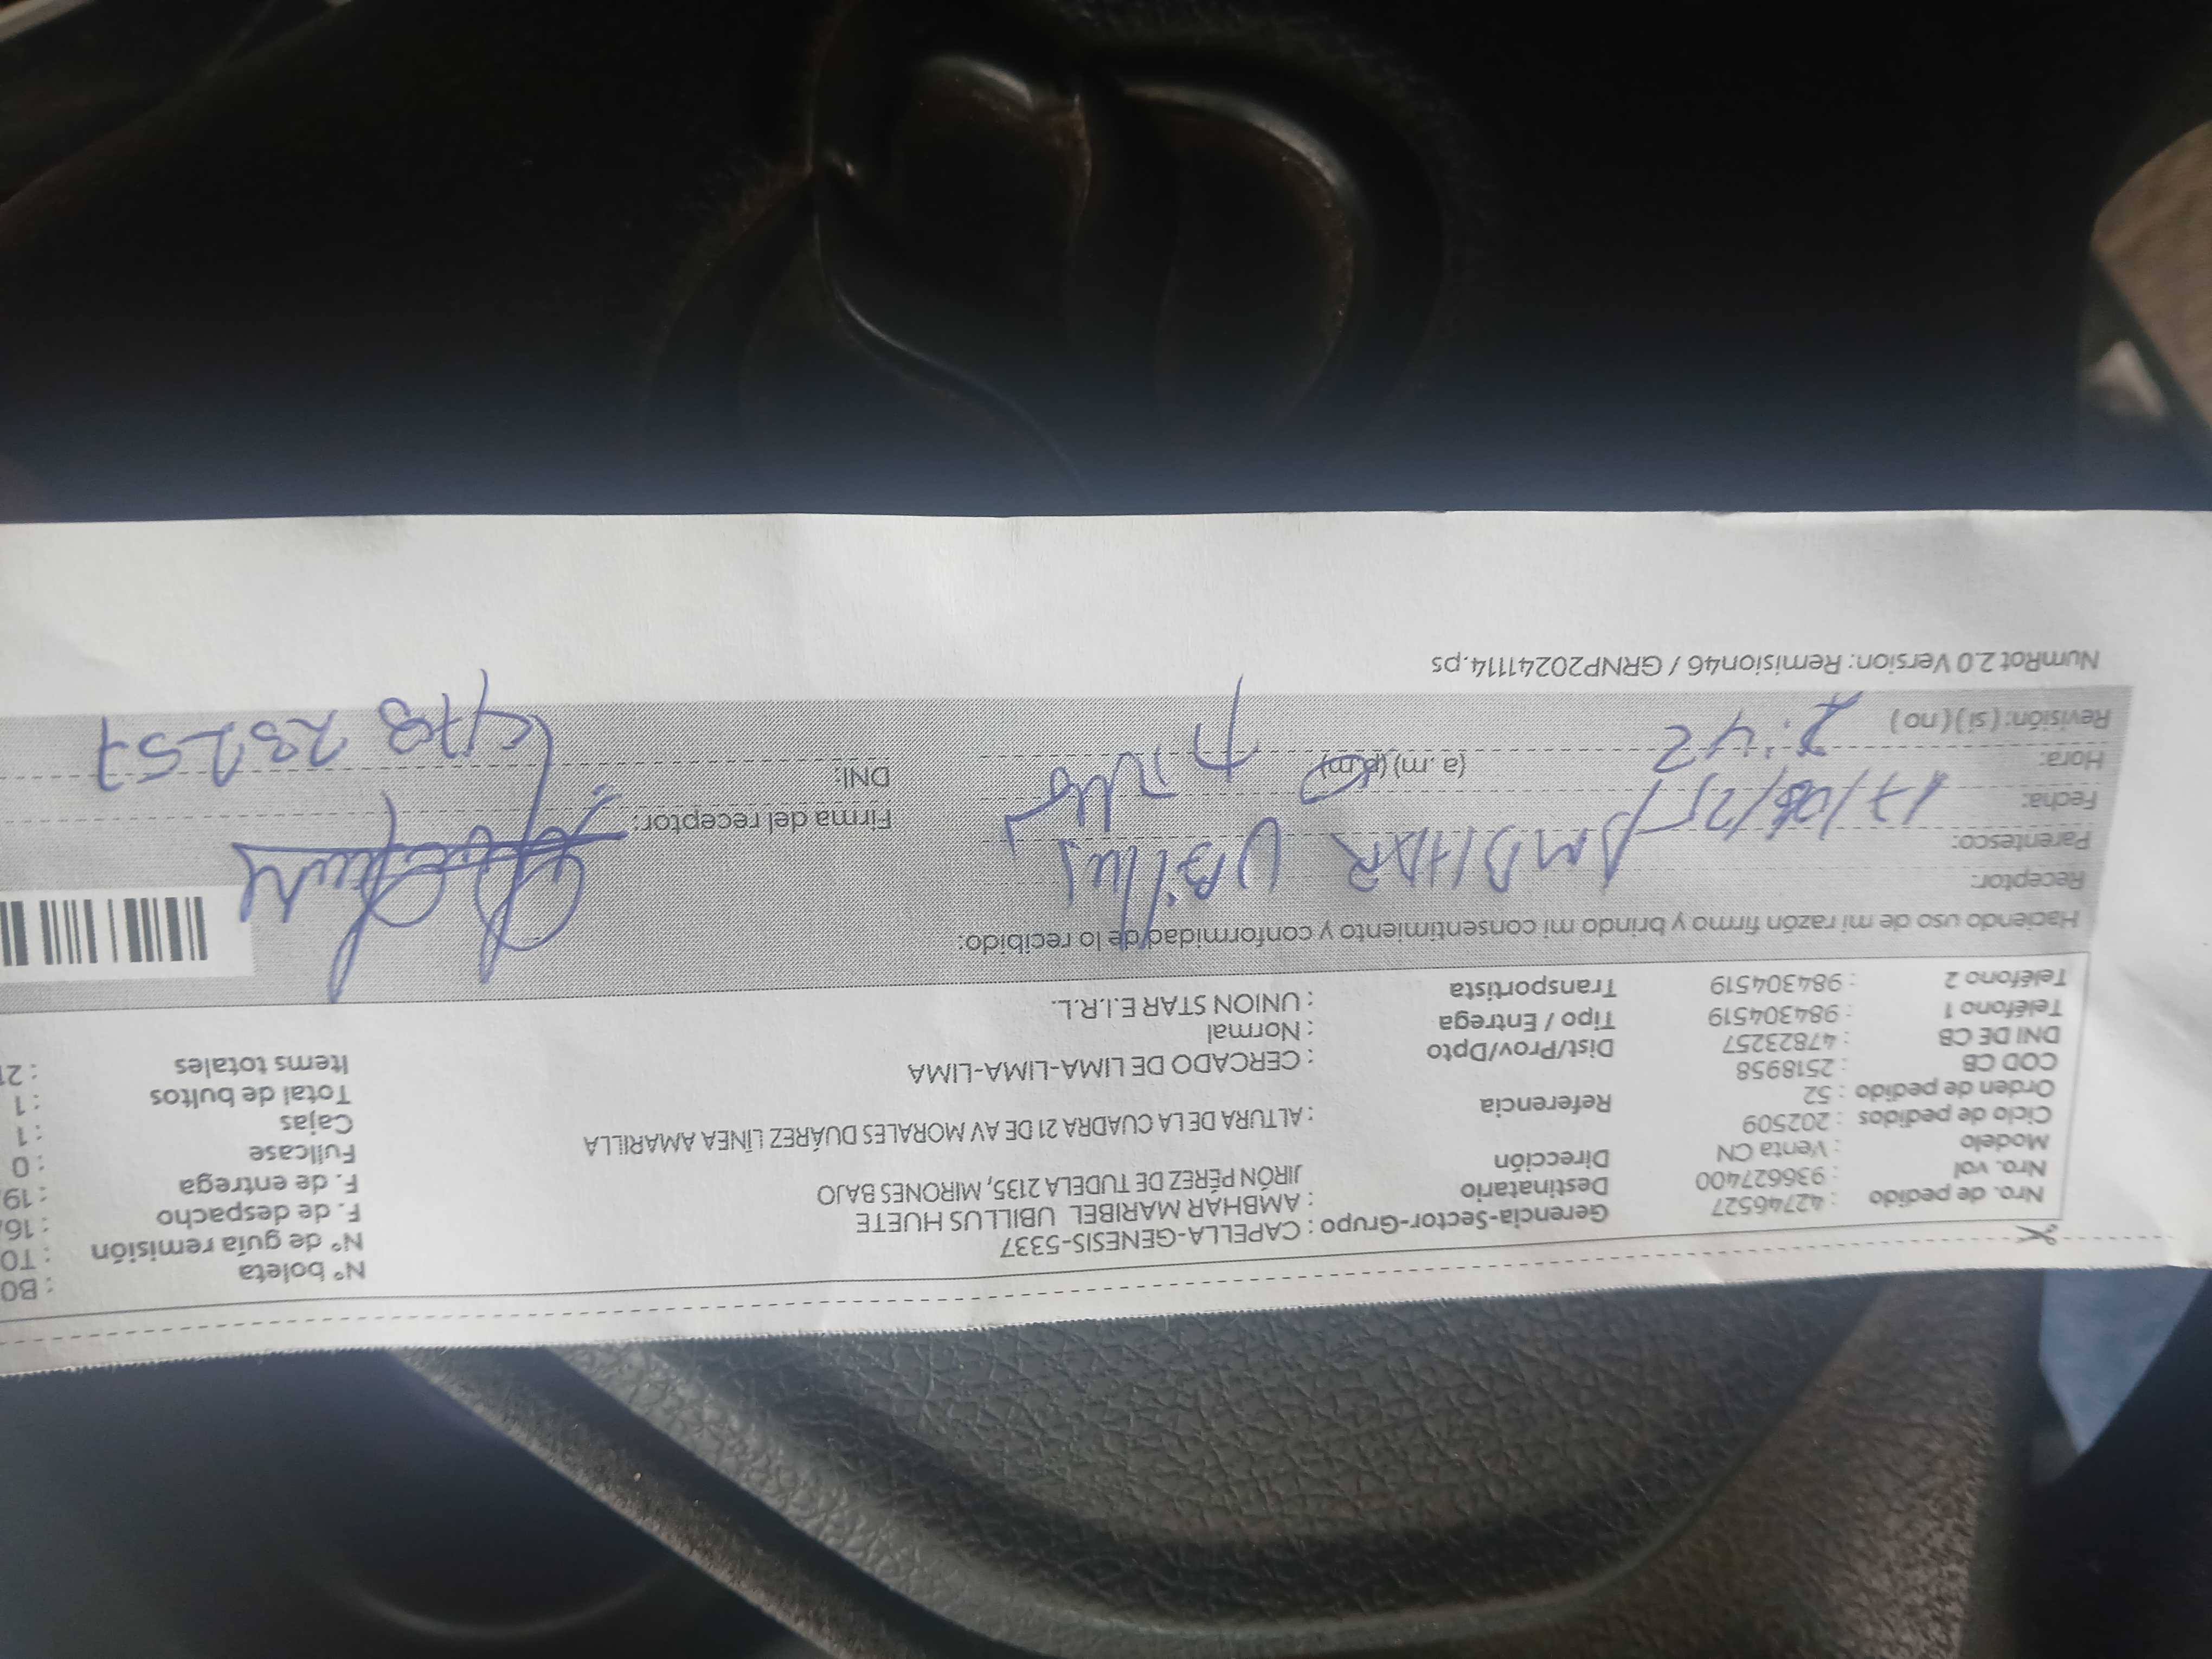 N° boleta : B0
Gerencia-Sector-Grupo : CAPELLA-GENESIS-5337 N° de guía remisión : T0
Nro. de pedido : 42746527 Destinatario : AMBHAR MARIBEL UBILLUS HUETE F. de despacho : 16/
Nro. vol : 936627400 Dirección JIRÓN PÉREZ DE TUDELA 2135, MIRONES BAJO F. de entrega : 19/
Modelo : Venta CN Fullcase : 0
Ciclo de pedidos : 202509 Referencia : ALTURA DE LA CUADRA 21 DE AV MORALES DUÁREZ LÍNEA AMARILLA Cajas : 1
Orden de pedido : 52 Total de bultos : 1
COD CB : 2518958 Dist/Prov/Dpto : CERCADO DE LIMA-LIMA-LIMA Items totales : 21
DNI DE CB : 47823257 Tipo / Entrega : Normal
Teléfono 1 : 984304519 Transportista : UNION STAR E.I.R.L.
Teléfono 2 : 984304519
Haciendo uso de mi razón firmo y brindo mi consentimiento y conformidad de lo recibido:
Receptor: AMBHAR UBillus
Parentesco: Firma del receptor:
Fecha: 17/06/25 DNI: 47823257
Hora: 2:42 (a. m) (p.m)
Revisión: ( si ) ( no )
NumRot 2.0 Version: Remision46 / GRNP20241114.ps